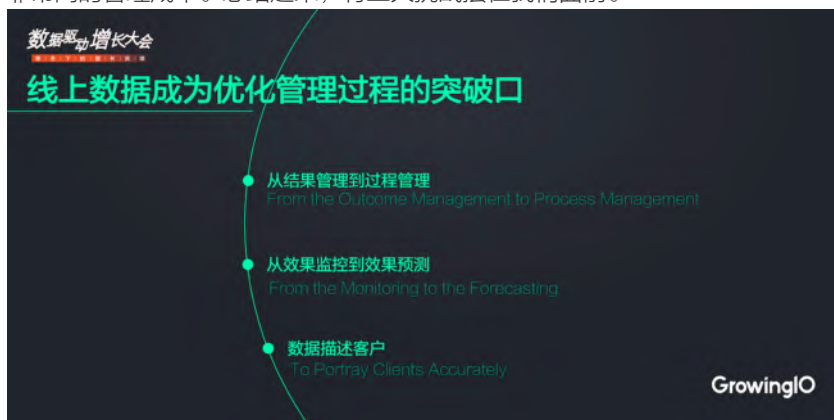 数据驱动增长大会
线上数据成为优化管理过程的突破口
从结果管理到过程管理
From the Outcome Management to Process Management
从效果监控到效果预测
From the Monitoring to the Forecasting
数据描述客户
To Portray Clients Accurately
GrowingIO